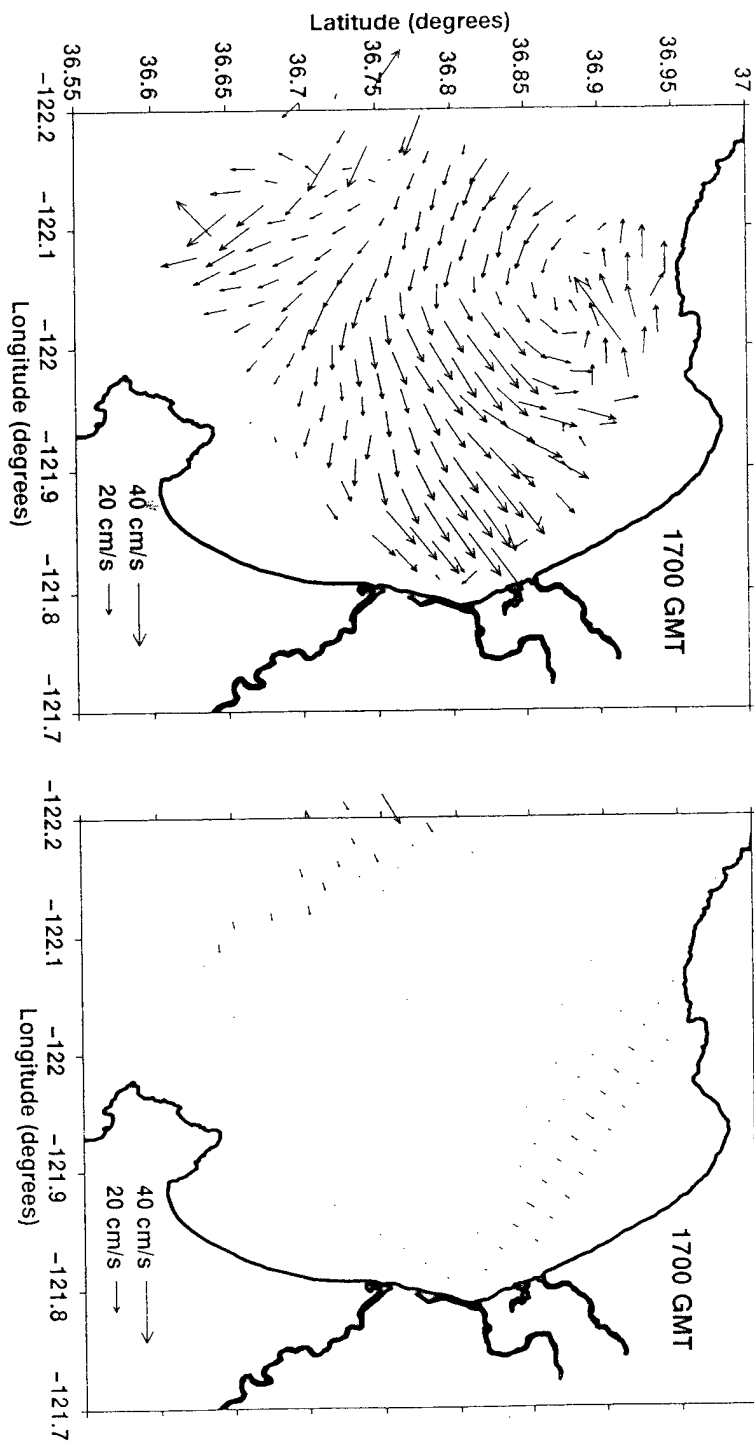 Latitude (degrees)
37
36.95
36.9
36.85
36.8
36.75
36.7
36.65
36.6
36.55
1700 GMT
40 cm/s
20 cm/s
−122.2 −122.1 −122 −121.9 −121.8 −121.7
Longitude (degrees)
1700 GMT
40 cm/s
20 cm/s
−122.2 −122.1 −122 −121.9 −121.8 −121.7
Longitude (degrees)